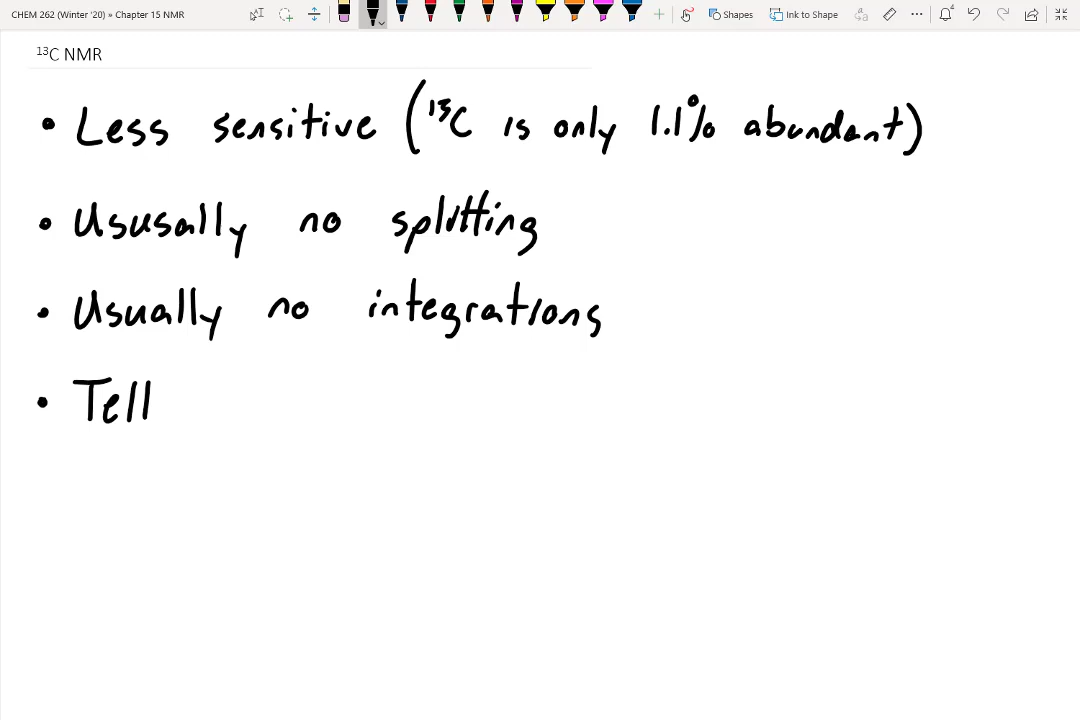 CHEM 262 (Winter '20) » Chapter 15 NMR
Shapes
Ink to Shape
¹³C NMR
• Less sensitive (¹³C is only 1.1% abundant)
• Ususally no splitting
• Usually no integrations
• Tell